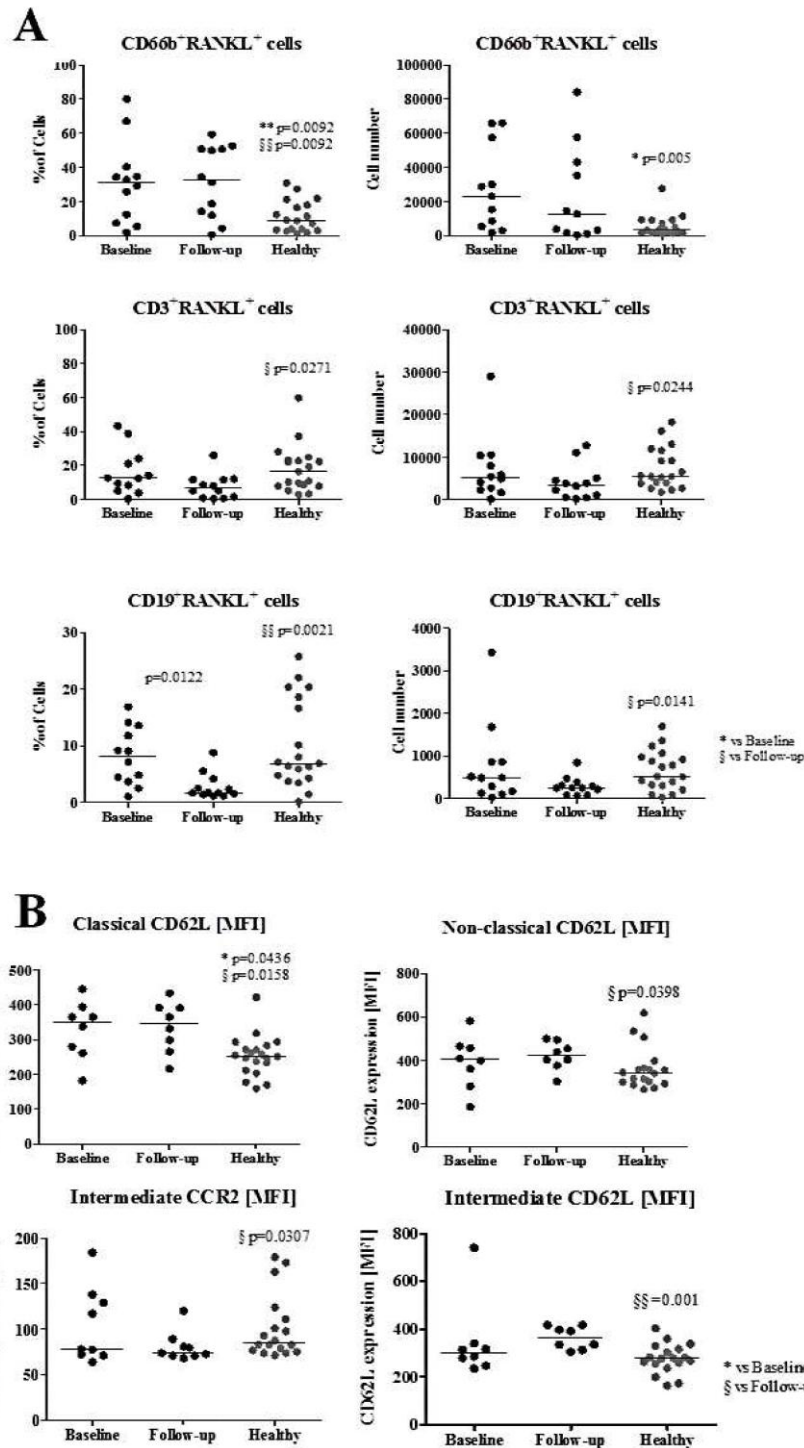 A
CD66b+RANKL+ cells
% of Cells
100
80
60
40
20
0
** p=0.0092
§§ p=0.0092
Baseline Follow-up Healthy
CD66b+RANKL+ cells
Cell number
100000
80000
60000
40000
20000
0
* p=0.005
Baseline Follow-up Healthy
CD3+RANKL+ cells
% of Cells
100
80
60
40
20
0
§ p=0.0271
Baseline Follow-up Healthy
CD3+RANKL+ cells
Cell number
40000
30000
20000
10000
0
§ p=0.0244
Baseline Follow-up Healthy
CD19+RANKL+ cells
% of Cells
30
20
10
0
p=0.0122
§§ p=0.0021
Baseline Follow-up Healthy
CD19+RANKL+ cells
Cell number
4000
3000
2000
1000
0
§ p=0.0141
Baseline Follow-up Healthy
* vs Baseline
§ vs Follow-up
B
Classical CD62L [MFI]
500
400
300
200
100
0
* p=0.0436
§ p=0.0158
Baseline Follow-up Healthy
Non-classical CD62L [MFI]
CD62L expression [MFI]
800
600
400
200
0
§ p=0.0398
Baseline Follow-up Healthy
Intermediate CCR2 [MFI]
200
150
100
50
0
§ p=0.0307
Baseline Follow-up Healthy
Intermediate CD62L [MFI]
CD62L expression [MFI]
800
600
400
200
0
§§ =0.001
Baseline Follow-up Healthy
* vs Baseline
§ vs Follow-u